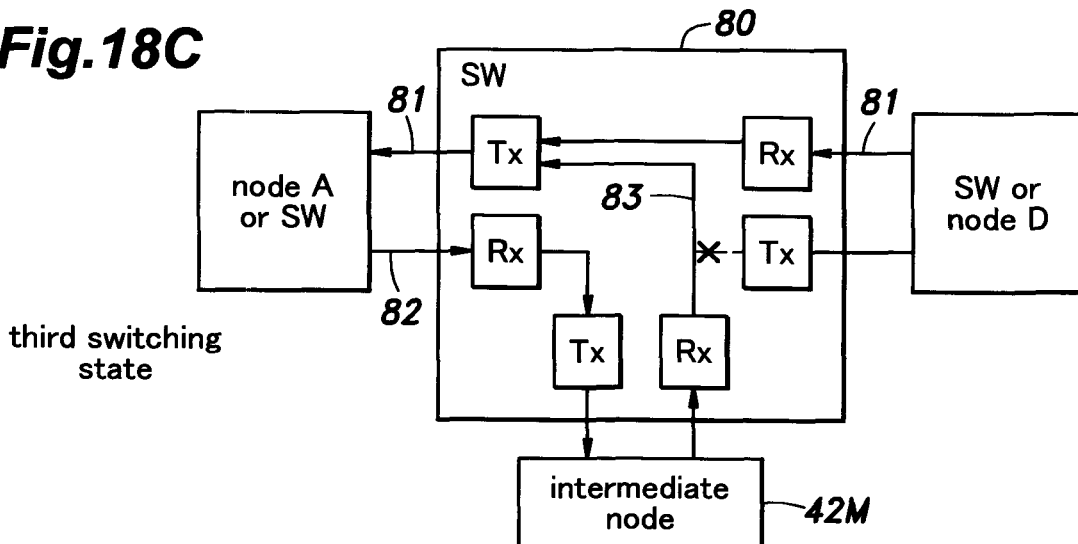 Fig.18C
80
SW
81
81
Tx
Rx
node A
or SW
SW or
node D
83
Rx
Tx
82
third switching
state
Tx
Rx
intermediate
node
42M